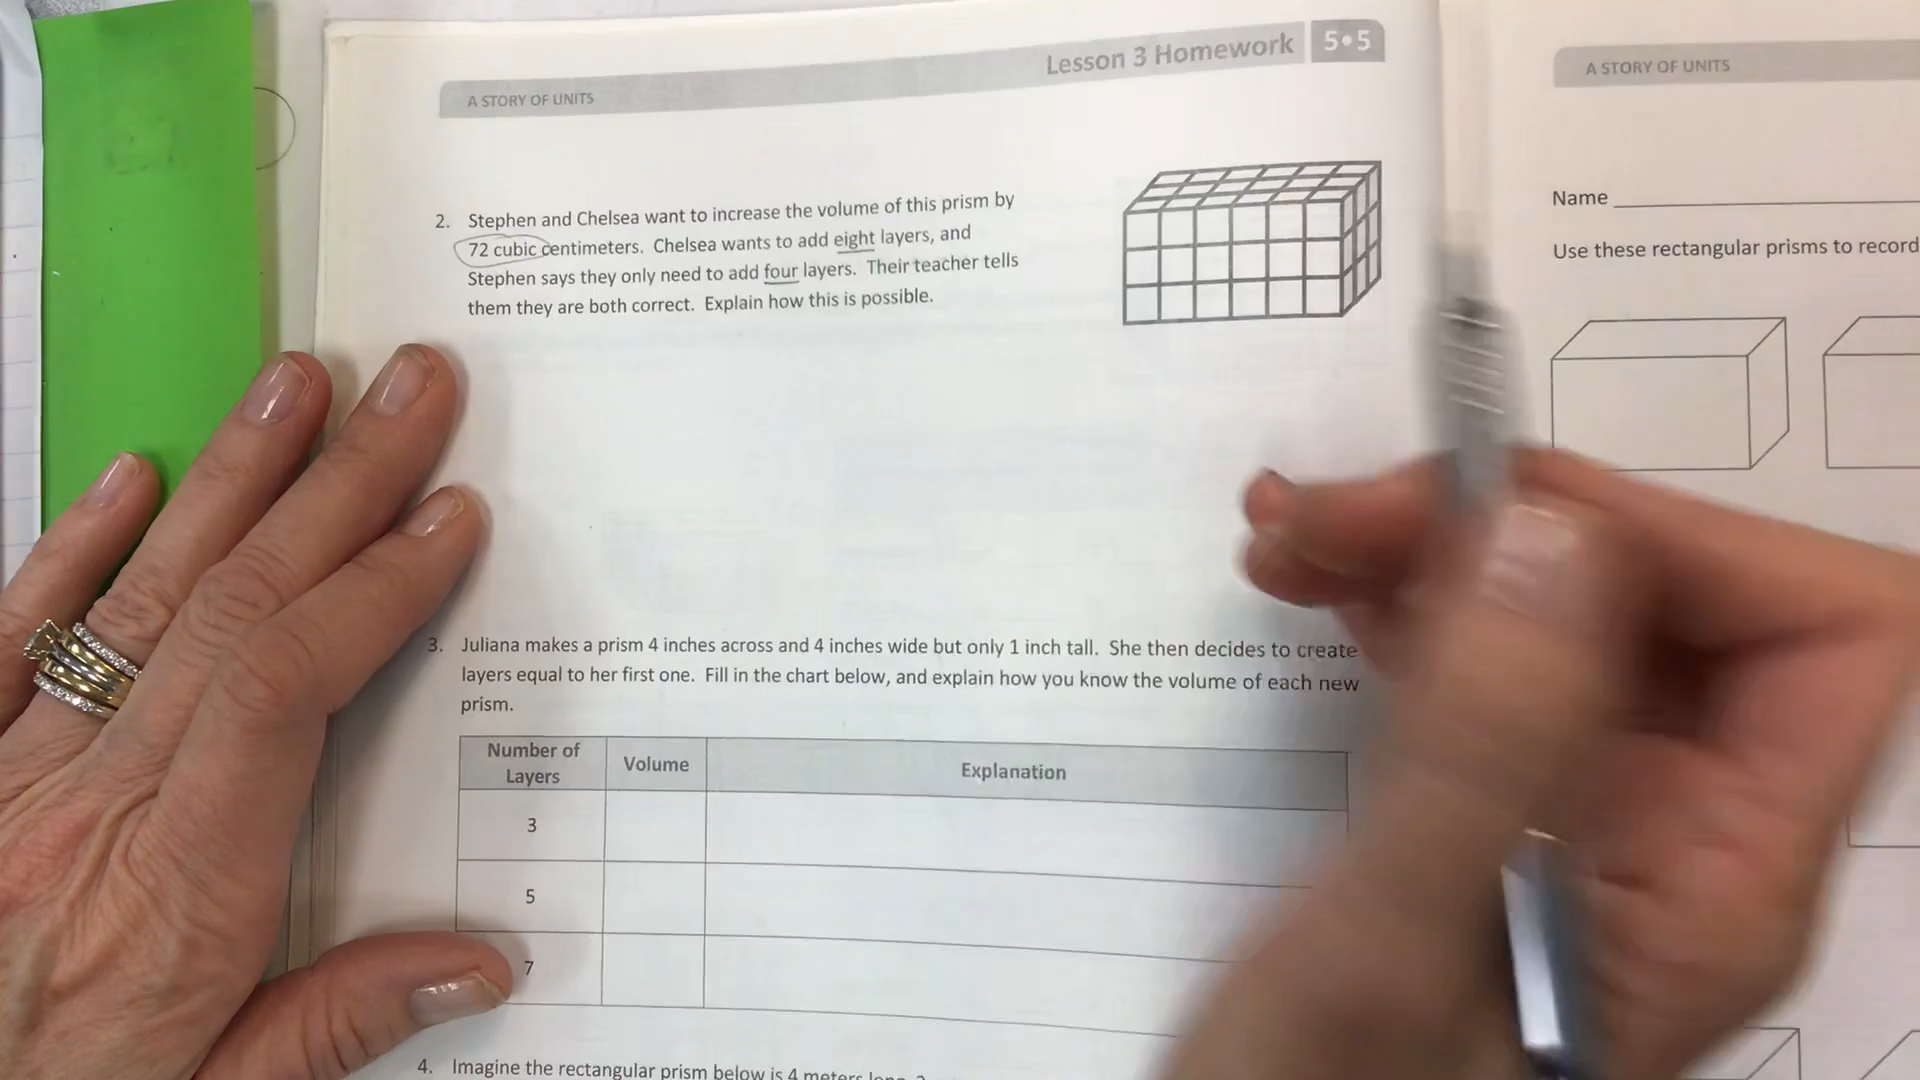 Lesson 3 Homework 5•5
A STORY OF UNITS
2. Stephen and Chelsea want to increase the volume of this prism by
72 cubic centimeters. Chelsea wants to add eight layers, and
Stephen says they only need to add four layers. Their teacher tells
them they are both correct. Explain how this is possible.
3. Juliana makes a prism 4 inches across and 4 inches wide but only 1 inch tall. She then decides to create
layers equal to her first one. Fill in the chart below, and explain how you know the volume of each new
prism.
Number of
Layers
Volume
Explanation
3
5
7
4. Imagine the rectangular prism below is 4 meters
A STORY OF UNITS
Name
Use these rectangular prisms to record